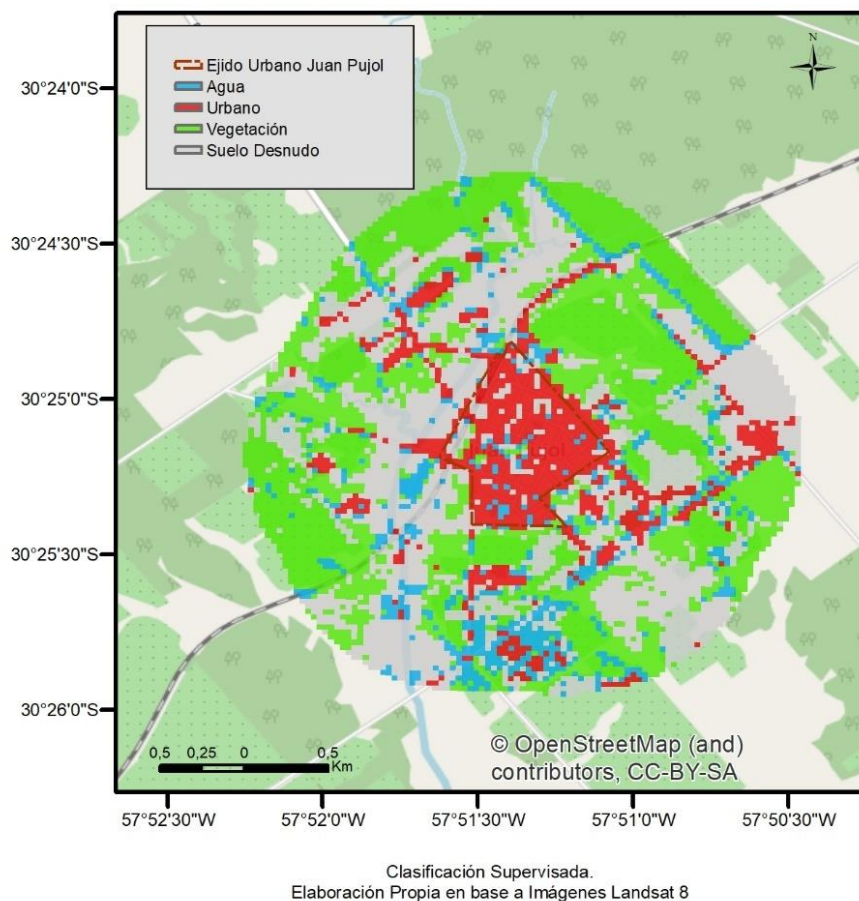 N
Ejido Urbano Juan Pujol
Agua
Urbano
Vegetación
Suelo Desnudo
30°24'0"S
30°24'30"S
30°25'0"S
30°25'30"S
30°26'0"S
Juan Pujol
0,5 0,25 0 0,5
Km
© OpenStreetMap (and)
contributors, CC-BY-SA
57°52'30"W 57°52'0"W 57°51'30"W 57°51'0"W 57°50'30"W
Clasificación Supervisada.
Elaboración Propia en base a Imágenes Landsat 8